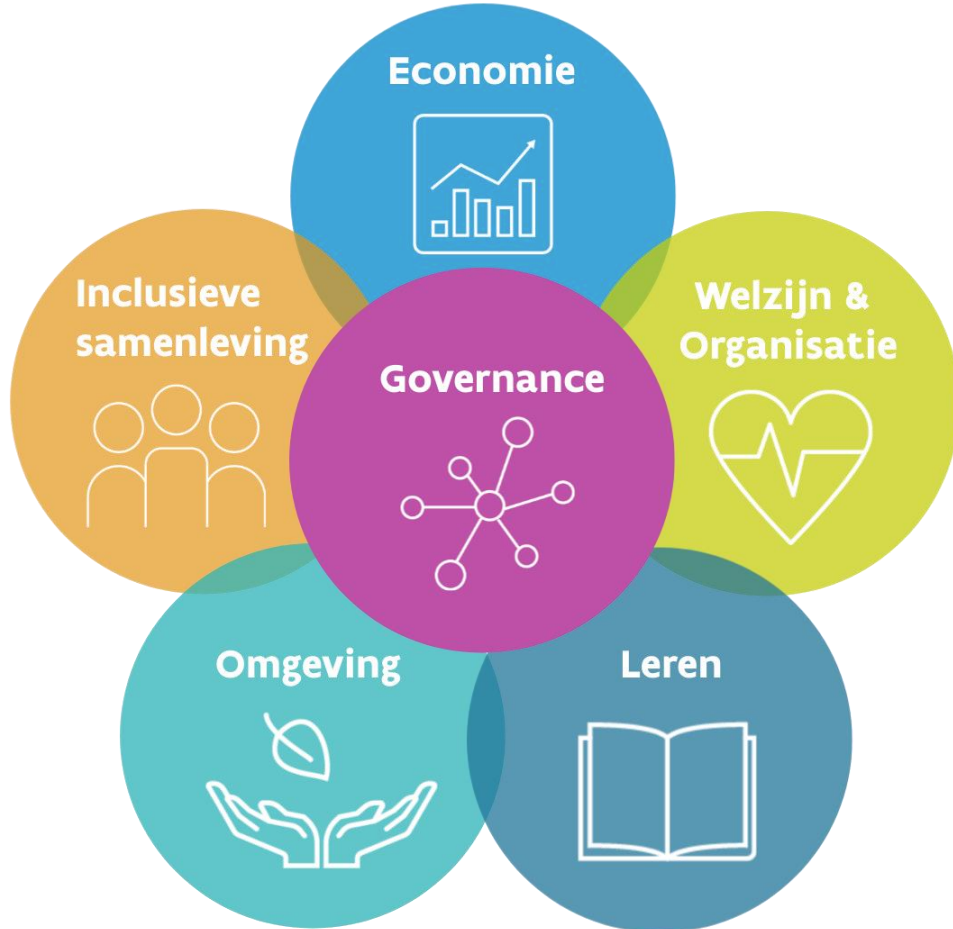 Economie
Inclusieve
samenleving
Welzijn &
Organisatie
Governance
Omgeving
Leren